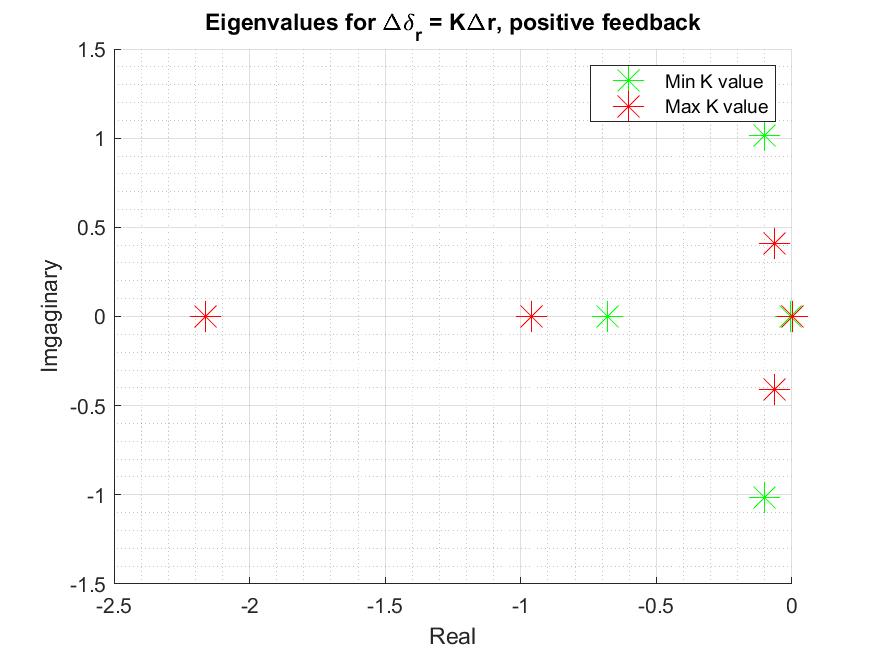 Eigenvalues for Δδr = KΔr, positive feedback
Min K value
Max K value
1.5
1
0.5
0
-0.5
-1
-1.5
Imgaginary
-2.5
-2
-1.5
-1
-0.5
0
Real